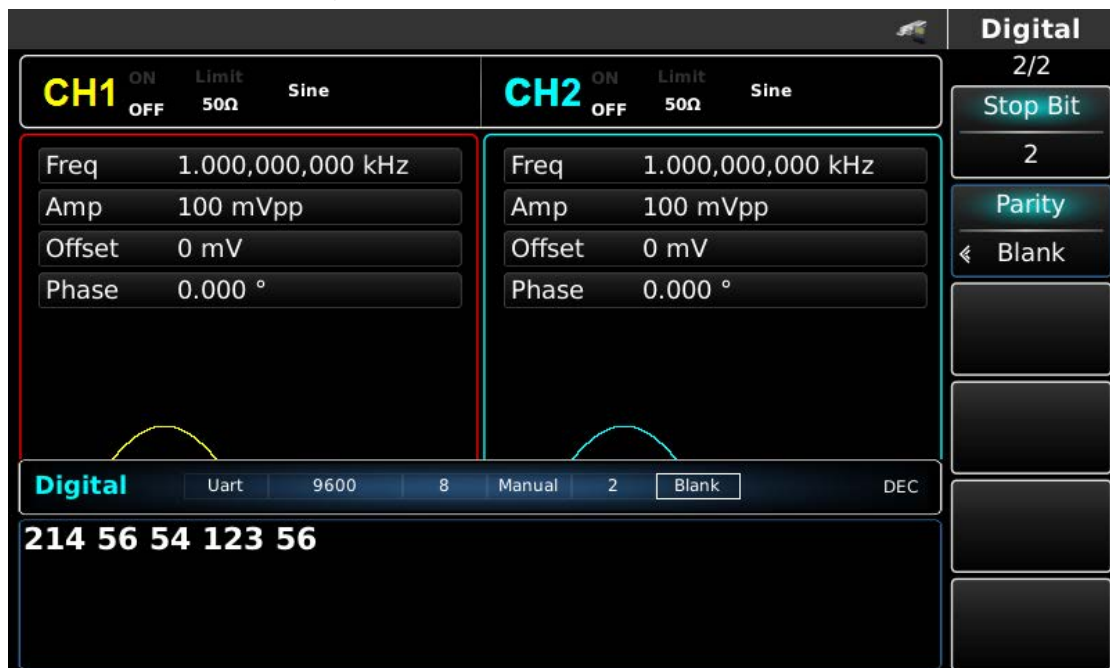 Digital
2/2
CH1 ON OFF Limit 50Ω Sine
CH2 ON OFF Limit 50Ω Sine
Stop Bit
2
Parity
Blank
Freq 1.000,000,000 kHz
Amp 100 mVpp
Offset 0 mV
Phase 0.000 °
Freq 1.000,000,000 kHz
Amp 100 mVpp
Offset 0 mV
Phase 0.000 °
Digital Uart 9600 8 Manual 2 Blank DEC
214 56 54 123 56